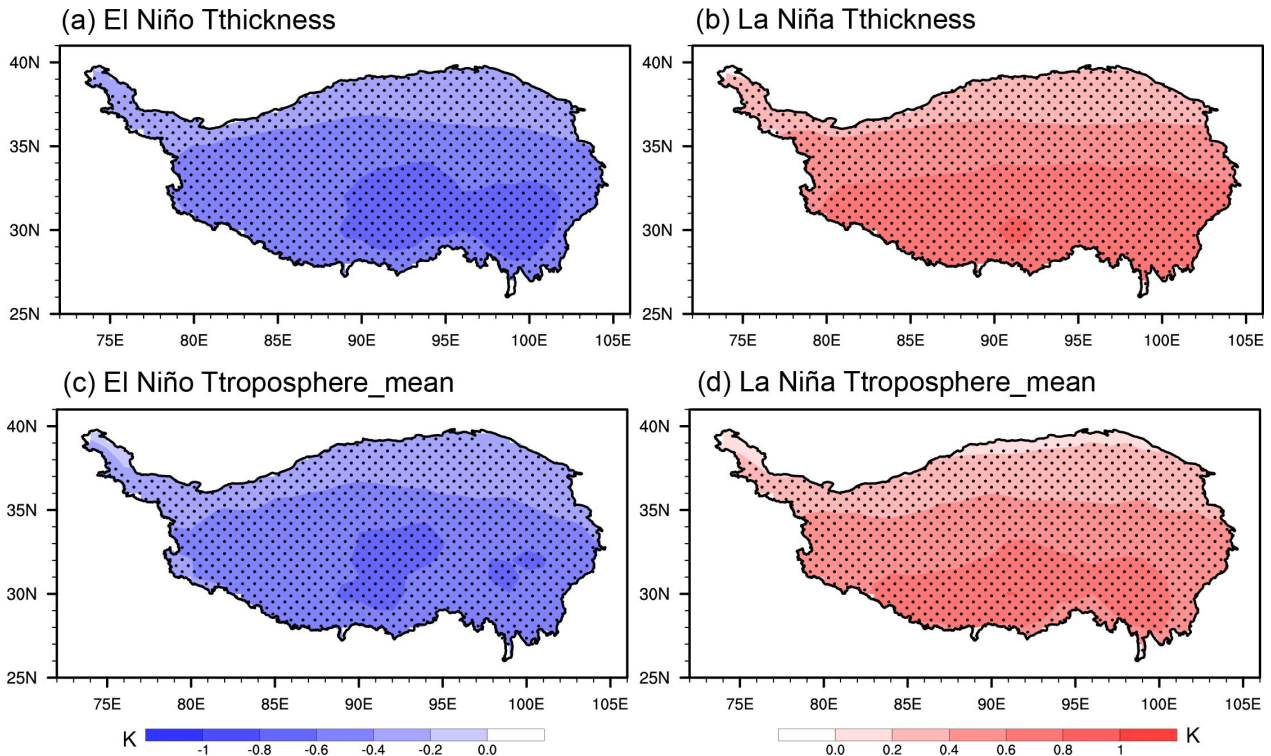 (a) El Niño Tthickness
(b) La Niña Tthickness
40N
35N
30N
25N
75E 80E 85E 90E 95E 100E 105E
40N
35N
30N
25N
75E 80E 85E 90E 95E 100E 105E
(c) El Niño Ttroposphere_mean
(d) La Niña Ttroposphere_mean
40N
35N
30N
25N
75E 80E 85E 90E 95E 100E 105E
40N
35N
30N
25N
75E 80E 85E 90E 95E 100E 105E
K
-1 -0.8 -0.6 -0.4 -0.2 0.0
0.0 0.2 0.4 0.6 0.8 1
K